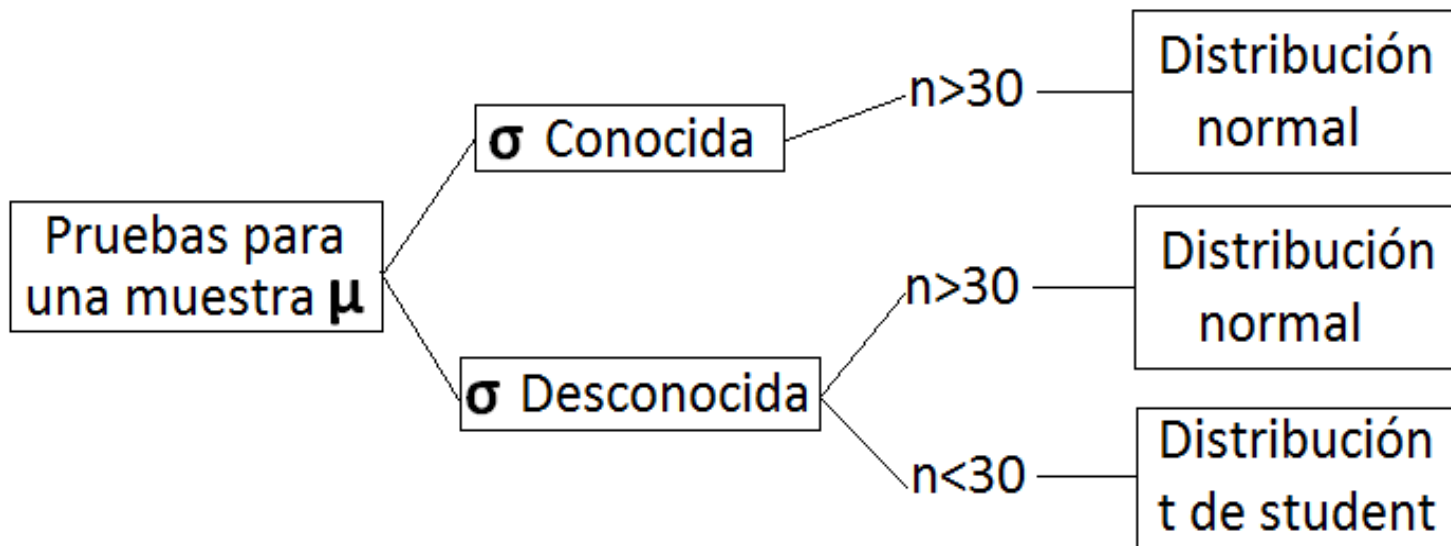 Pruebas para
una muestra μ
σ Conocida
n>30
Distribución
normal
σ Desconocida
n>30
Distribución
normal
n<30
Distribución
t de student